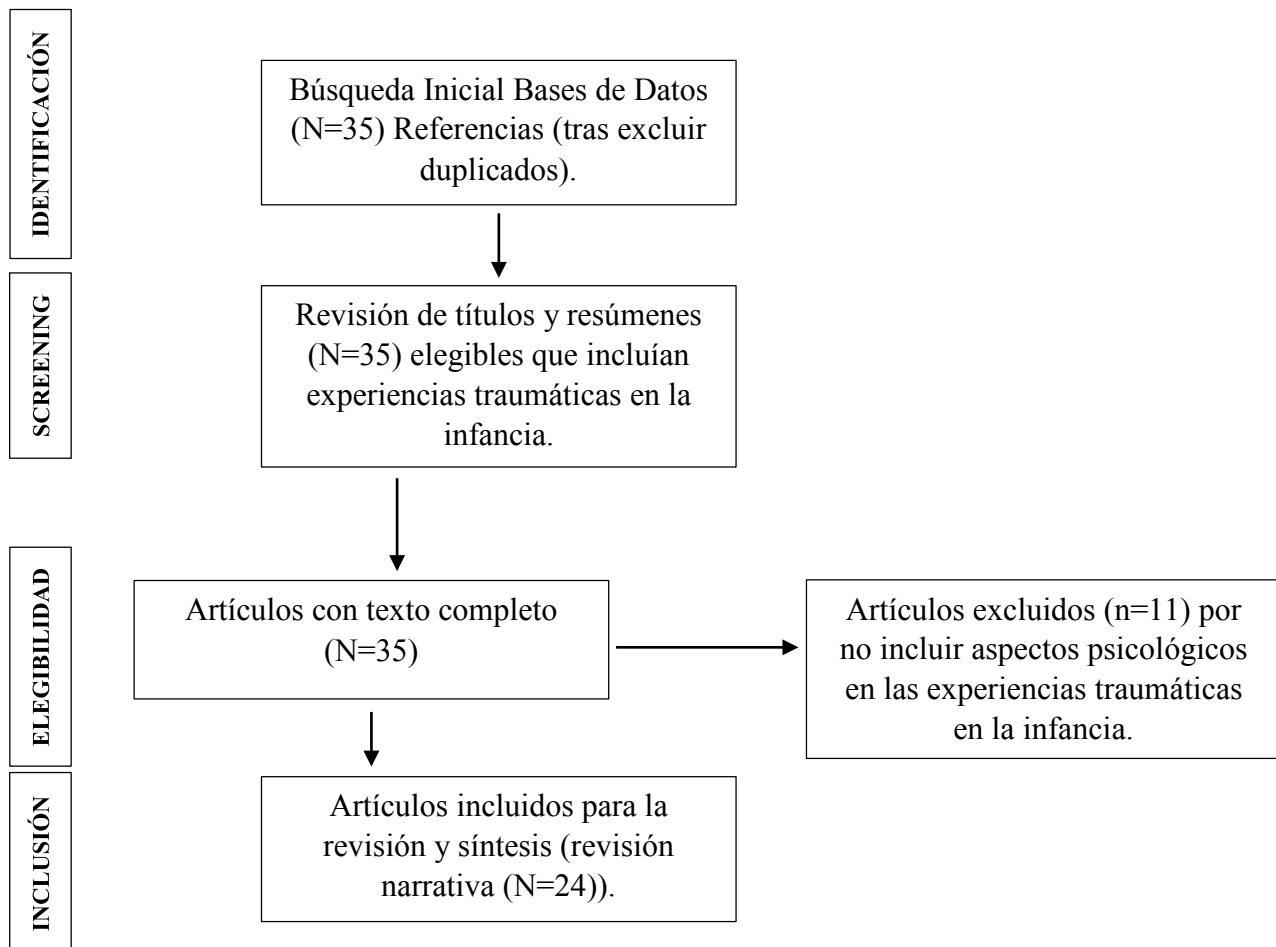 IDENTIFICACIÓN
Búsqueda Inicial Bases de Datos
(N=35) Referencias (tras excluir
duplicados).
SCREENING
Revisión de títulos y resúmenes
(N=35) elegibles que incluían
experiencias traumáticas en la
infancia.
ELEGIBILIDAD
Artículos con texto completo
(N=35)
Artículos excluidos (n=11) por
no incluir aspectos psicológicos
en las experiencias traumáticas
en la infancia.
INCLUSIÓN
Artículos incluidos para la
revisión y síntesis (revisión
narrativa (N=24)).